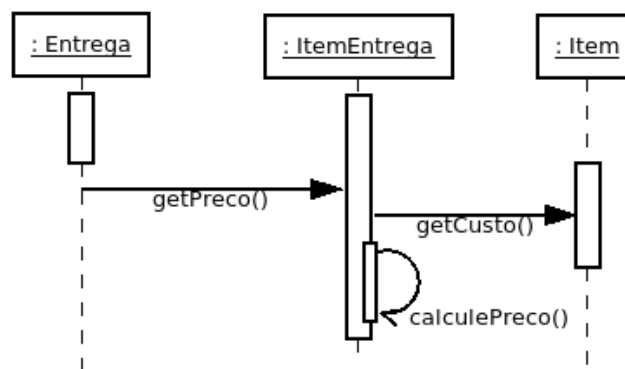 : Entrega
: ItemEntrega
: Item
getPreco()
getCusto()
calculePreco()